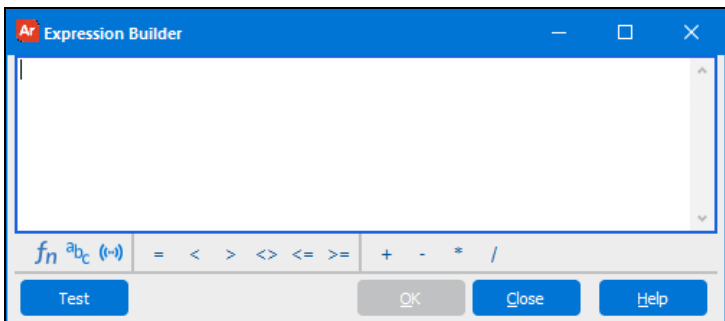 Ar Expression Builder
fn abc = < > <> <= >= + - * /
Test OK Close Help